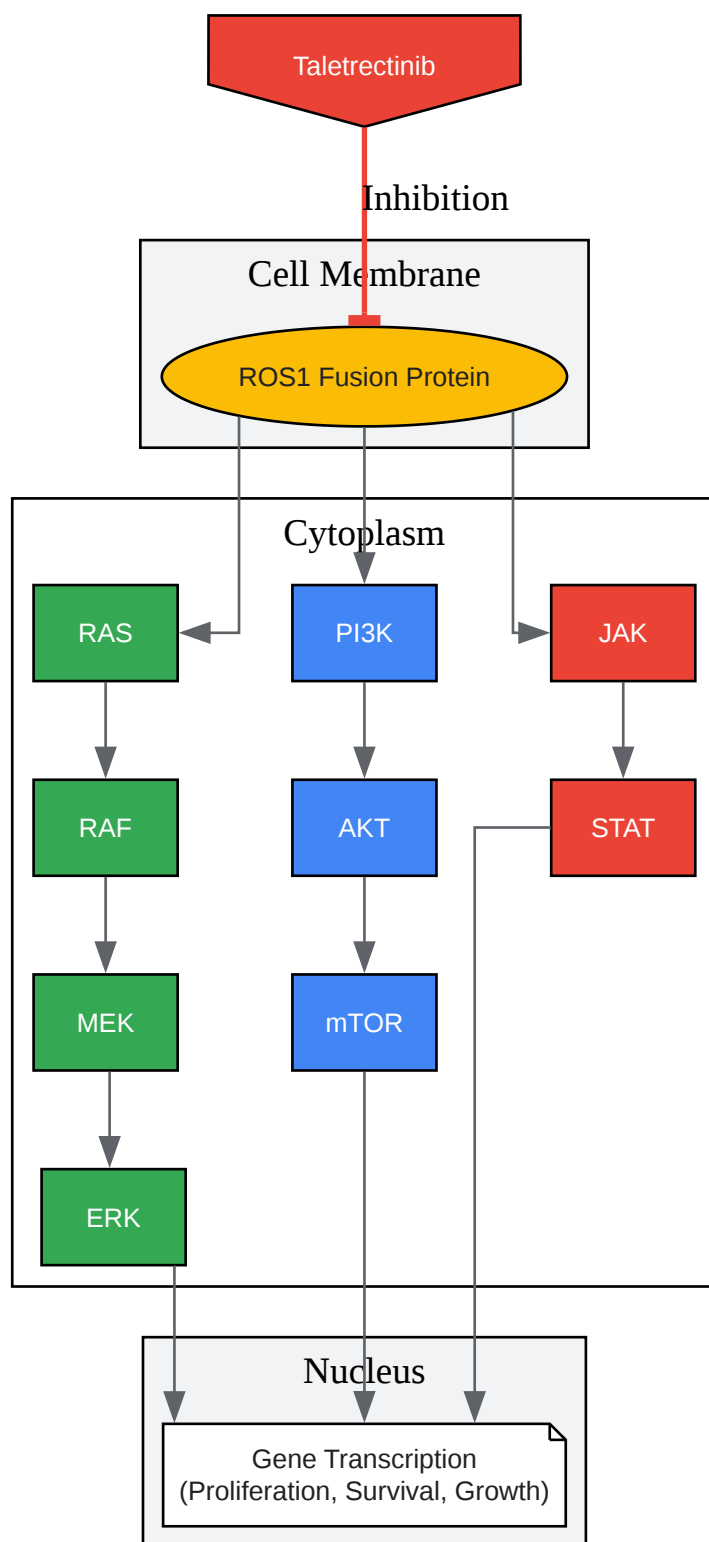 Taletrectinib
Inhibition
Cell Membrane
ROS1 Fusion Protein
Cytoplasm
RAS
PI3K
JAK
RAF
AKT
STAT
MEK
mTOR
ERK
Nucleus
Gene Transcription
(Proliferation, Survival, Growth)